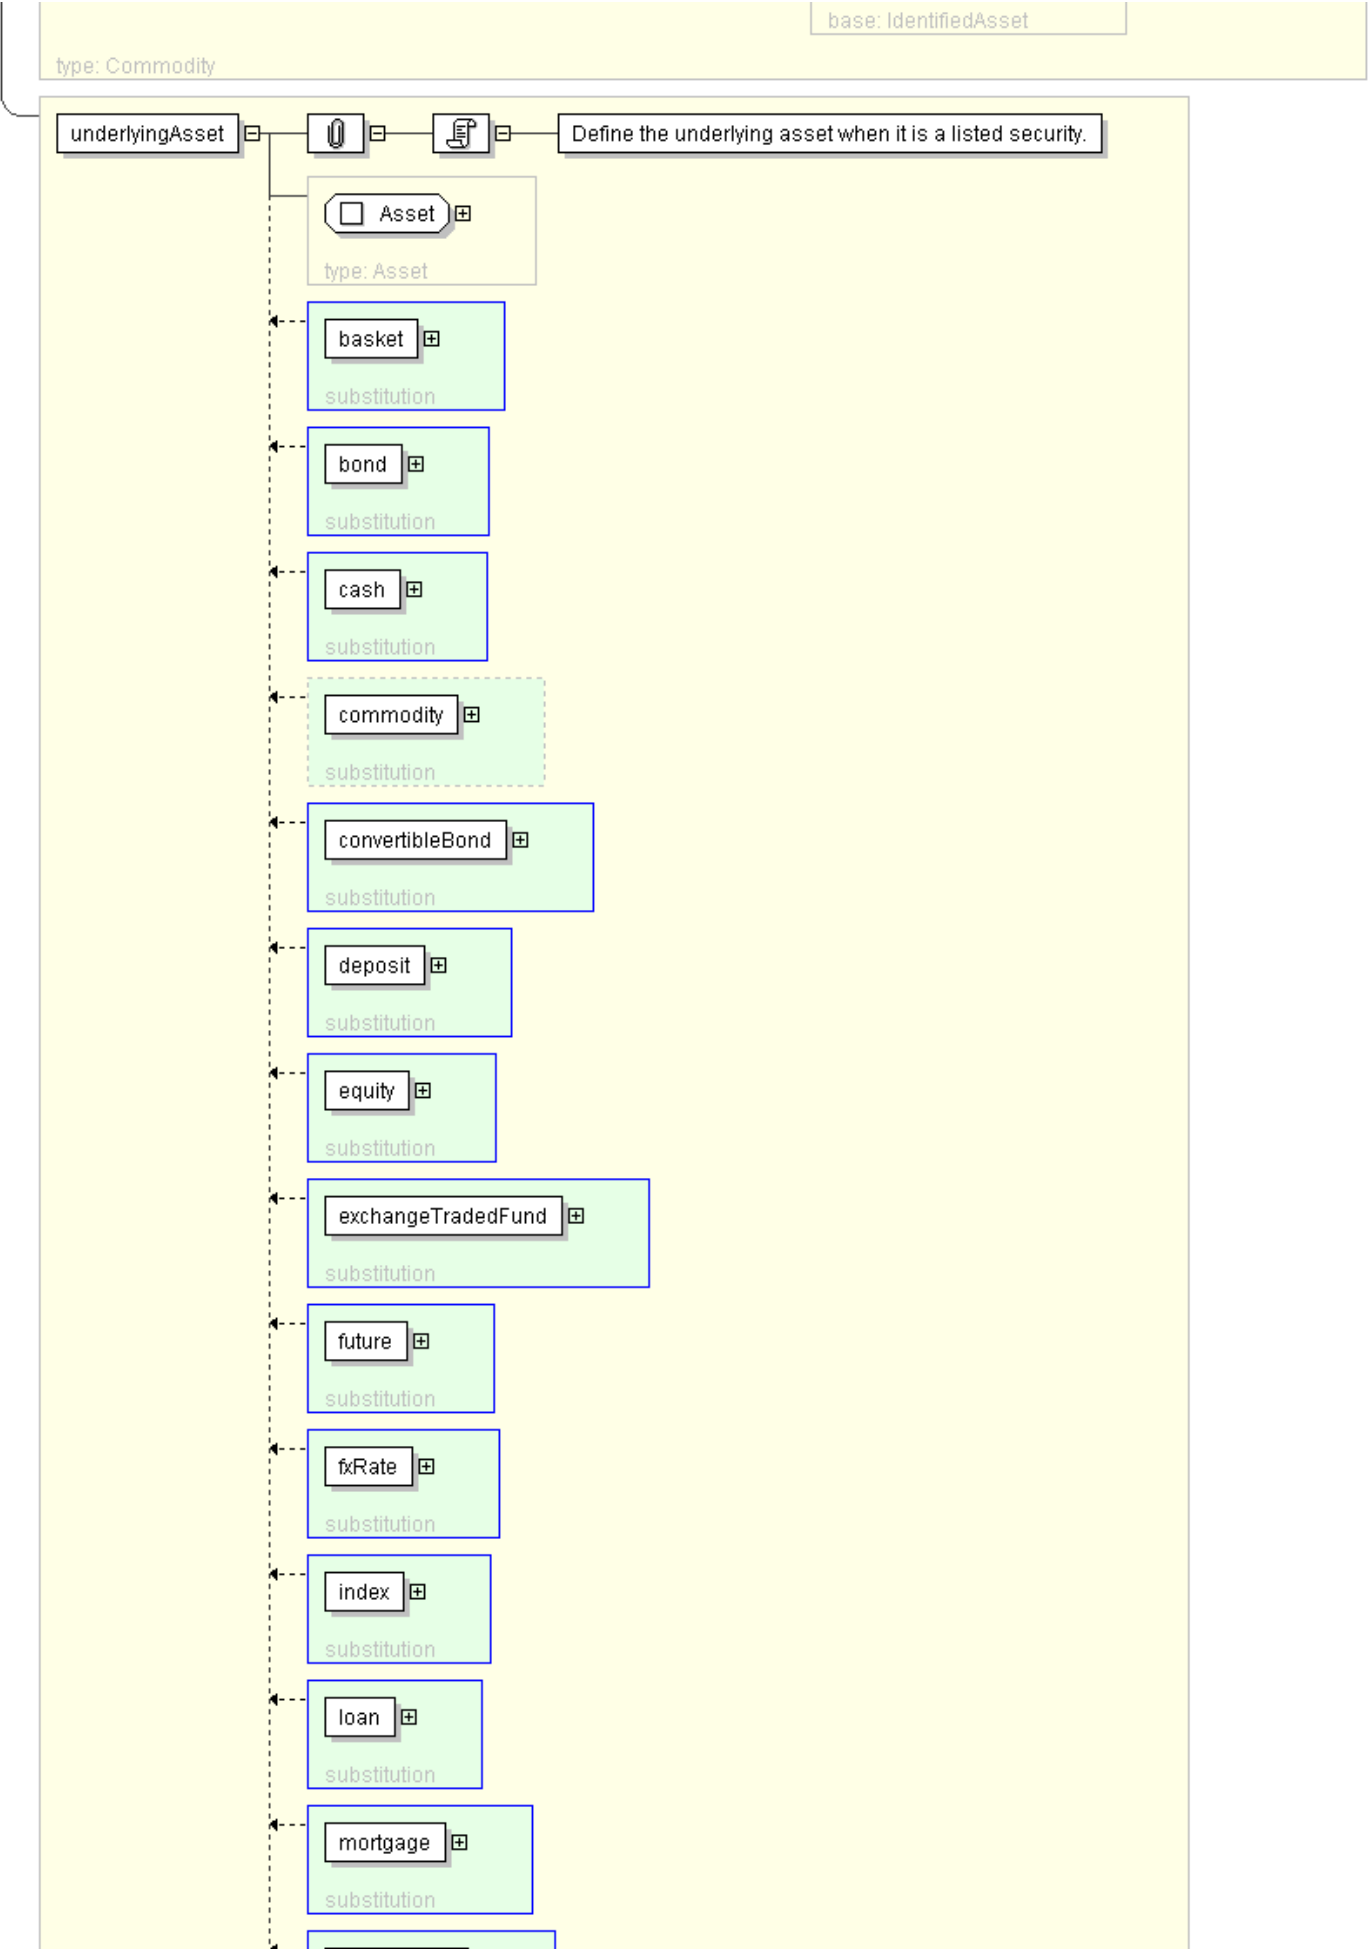 base: IdentifiedAsset
type: Commodity
underlyingAsset
Define the underlying asset when it is a listed security.
Asset
type: Asset
basket
substitution
bond
substitution
cash
substitution
commodity
substitution
convertibleBond
substitution
deposit
substitution
equity
substitution
exchangeTradedFund
substitution
future
substitution
fxRate
substitution
index
substitution
loan
substitution
mortgage
substitution